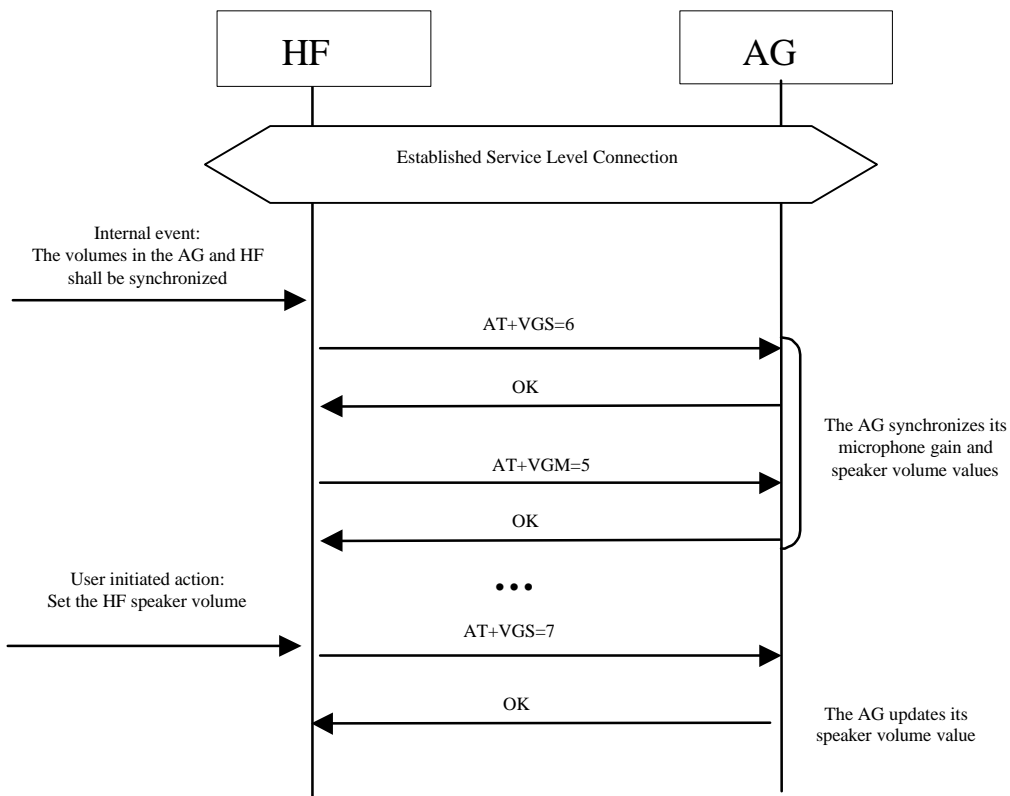 HF
AG
Established Service Level Connection
Internal event:
The volumes in the AG and HF
shall be synchronized
AT+VGS=6
OK
The AG synchronizes its
microphone gain and
speaker volume values
AT+VGM=5
OK
...
User initiated action:
Set the HF speaker volume
AT+VGS=7
OK
The AG updates its
speaker volume value